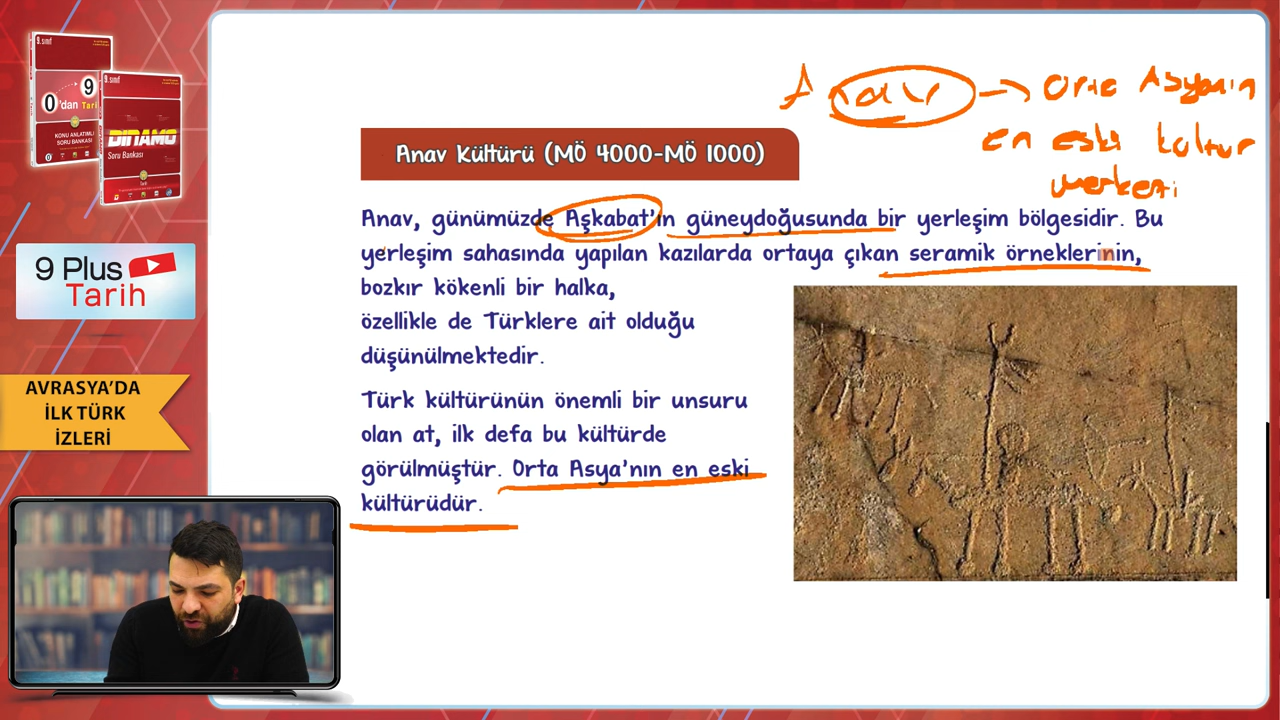 9.sınıf
0'dan 9
Tarih
KONU ANLATIMLI
SORU BANKASI
9.sınıf
DİNAMO
Soru Bankası
Tarih
9 Plus
Tarih
AVRASYA'DA
İLK TÜRK
İZLERİ
Anav → Orta Asyanın
en eski kültür
merkezi
Anav Kültürü (MÖ 4000-MÖ 1000)
Anav, günümüzde Aşkabat'ın güneydoğusunda bir yerleşim bölgesidir. Bu
yerleşim sahasında yapılan kazılarda ortaya çıkan seramik örneklerinin,
bozkır kökenli bir halka,
özellikle de Türklere ait olduğu
düşünülmektedir.
Türk kültürünün önemli bir unsuru
olan at, ilk defa bu kültürde
görülmüştür. Orta Asya'nın en eski
kültürüdür.